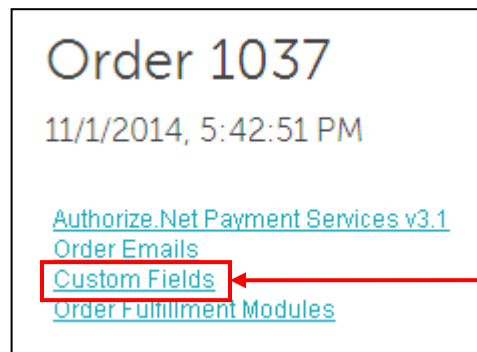 Order 1037
11/1/2014, 5:42:51 PM
Authorize.Net Payment Services v3.1
Order Emails
Custom Fields
Order Fulfillment Modules